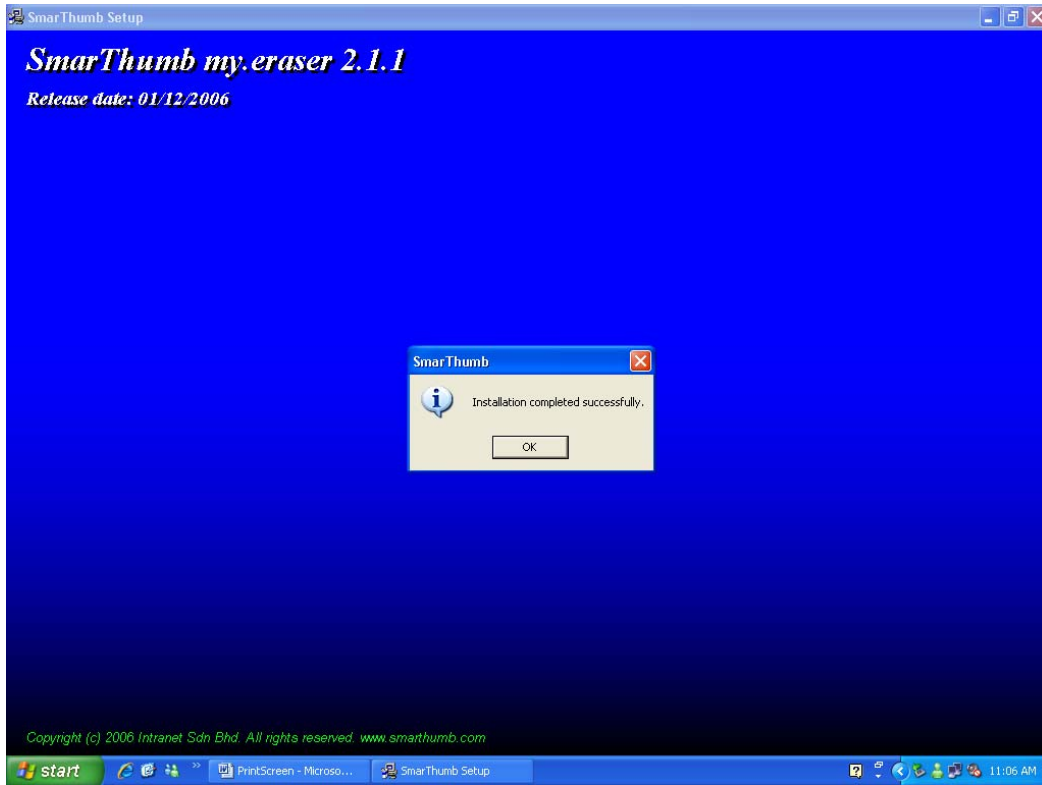 SmarThumb Setup
SmarThumb my.eraser 2.1.1
Release date: 01/12/2006
SmarThumb
Installation completed successfully.
OK
Copyright (c) 2006 Intranet Sdn Bhd. All rights reserved. www.smarthumb.com
start
PrintScreen - Microso...
SmarThumb Setup
11:06 AM